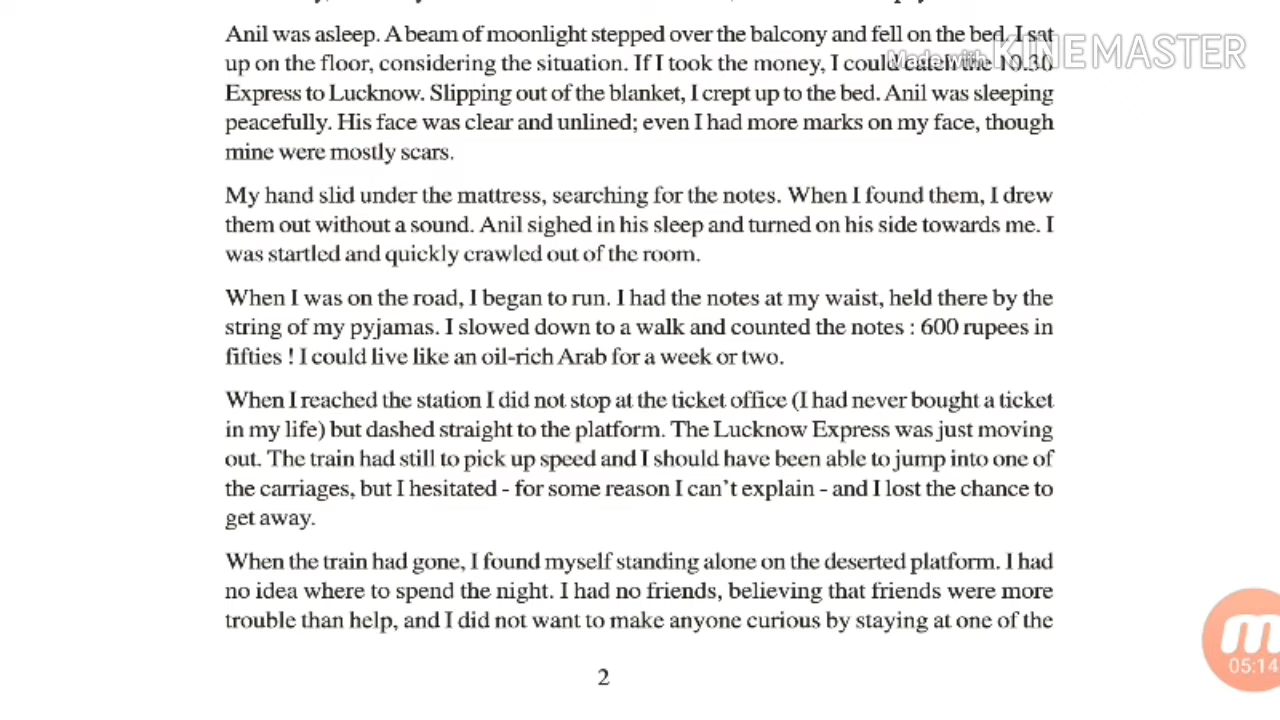 Anil was asleep. A beam of moonlight stepped over the balcony and fell on the bed. I sat
up on the floor, considering the situation. If I took the money, I could catch the 10.30
Express to Lucknow. Slipping out of the blanket, I crept up to the bed. Anil was sleeping
peacefully. His face was clear and unlined; even I had more marks on my face, though
mine were mostly scars.
My hand slid under the mattress, searching for the notes. When I found them, I drew
them out without a sound. Anil sighed in his sleep and turned on his side towards me. I
was startled and quickly crawled out of the room.
When I was on the road, I began to run. I had the notes at my waist, held there by the
string of my pyjamas. I slowed down to a walk and counted the notes : 600 rupees in
fifties ! I could live like an oil-rich Arab for a week or two.
When I reached the station I did not stop at the ticket office (I had never bought a ticket
in my life) but dashed straight to the platform. The Lucknow Express was just moving
out. The train had still to pick up speed and I should have been able to jump into one of
the carriages, but I hesitated - for some reason I can't explain - and I lost the chance to
get away.
When the train had gone, I found myself standing alone on the deserted platform. I had
no idea where to spend the night. I had no friends, believing that friends were more
trouble than help, and I did not want to make anyone curious by staying at one of the
2
Made with KINEMASTER
05:14